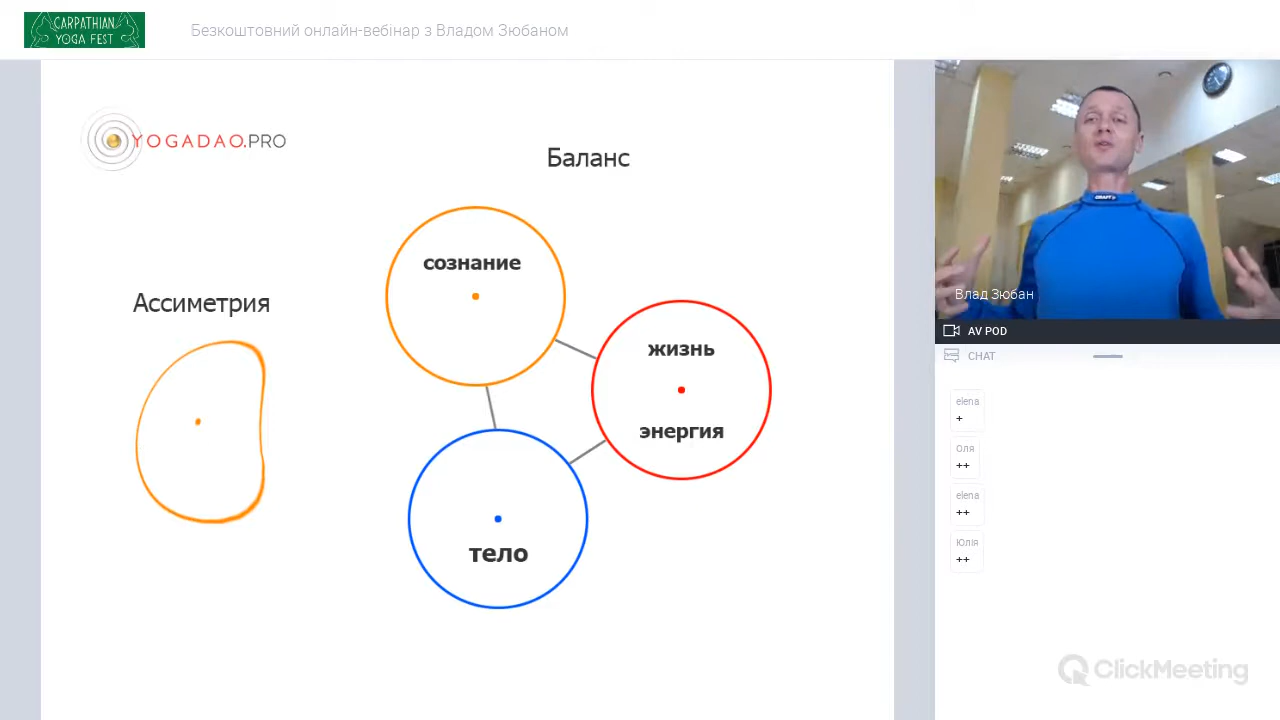 CARPATHIAN
YOGA FEST
Безкоштовний онлайн-вебінар з Владом Зюбаном
YOGADAO.PRO
Баланс
сознание
Ассиметрия
жизнь
энергия
тело
CRAFT
Влад Зюбан
AV POD
CHAT
elena
+
Оля
++
elena
++
Юлія
++
ClickMeeting